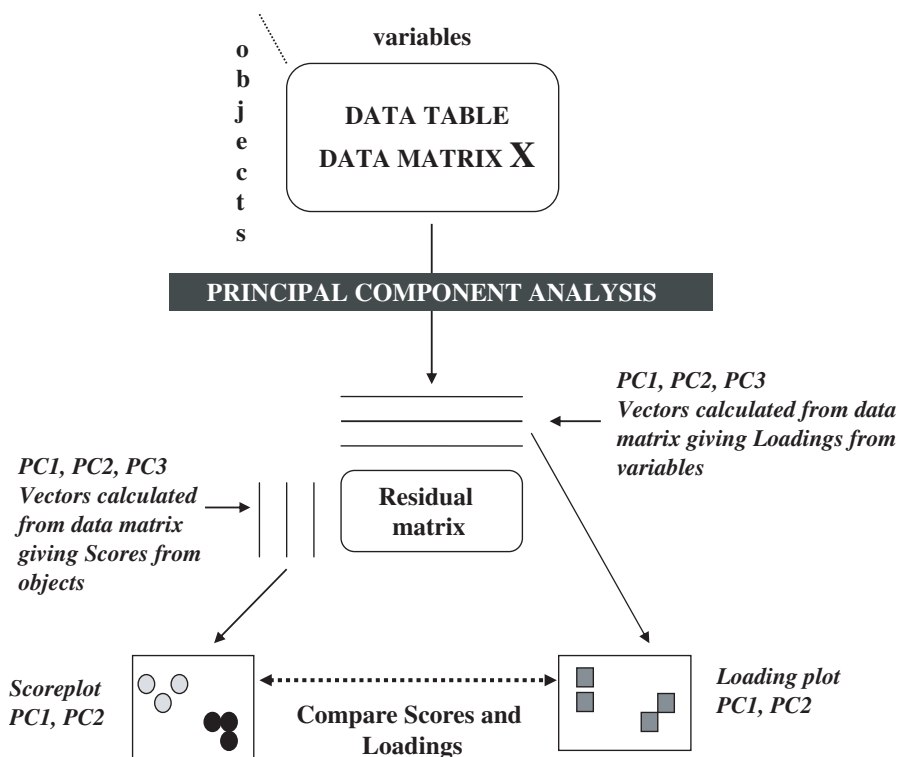 variables
objects
DATA TABLE
DATA MATRIX X
PRINCIPAL COMPONENT ANALYSIS
PC1, PC2, PC3
Vectors calculated from data
matrix giving Loadings from
variables
PC1, PC2, PC3
Vectors calculated
from data matrix
giving Scores from
objects
Residual
matrix
Scoreplot
PC1, PC2
Compare Scores and
Loadings
Loading plot
PC1, PC2